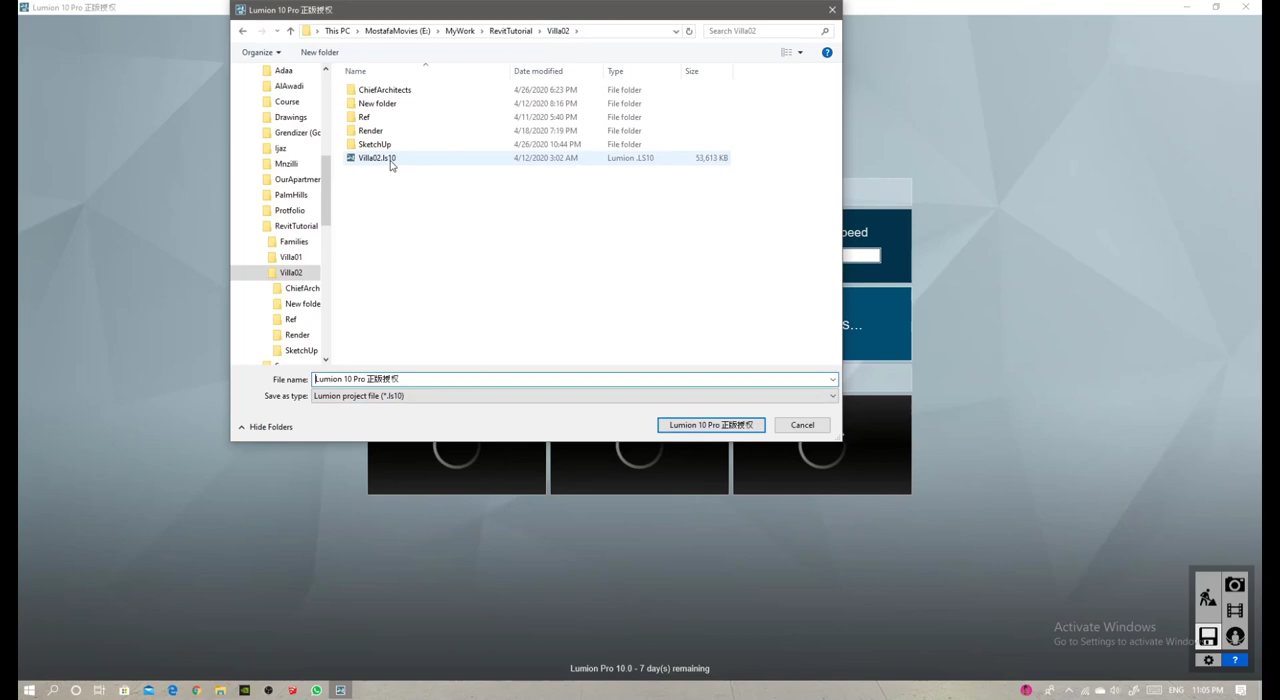 Lumion 10 Pro 正版授权
Lumion 10 Pro 正版授权
This PC > MostafaMovies (E:) > MyWork > RevitTutorial > Villa02 >
Search Villa02
Organize
New folder
Name
Date modified
Type
Size
Adaa
AlAwadi
Course
Drawings
Grendizer (Gc
Ijaz
Mnzilli
OurApartmer
PalmHills
Protfolio
RevitTutorial
Families
Villa01
Villa02
ChiefArch
New folde
Ref
Render
SketchUp
ChiefArchitects 4/26/2020 6:23 PM File folder
New folder 4/12/2020 8:16 PM File folder
Ref 4/11/2020 5:40 PM File folder
Render 4/18/2020 7:19 PM File folder
SketchUp 4/26/2020 10:44 PM File folder
Villa02.ls10 4/12/2020 3:02 AM Lumion .LS10 53,613 KB
File name: Lumion 10 Pro 正版授权
Save as type: Lumion project file (*.ls10)
Hide Folders
Lumion 10 Pro 正版授权
Cancel
peed
s...
Activate Windows
Go to Settings to activate Windo
Lumion Pro 10.0 - 7 day(s) remaining
ENG
11:05 PM